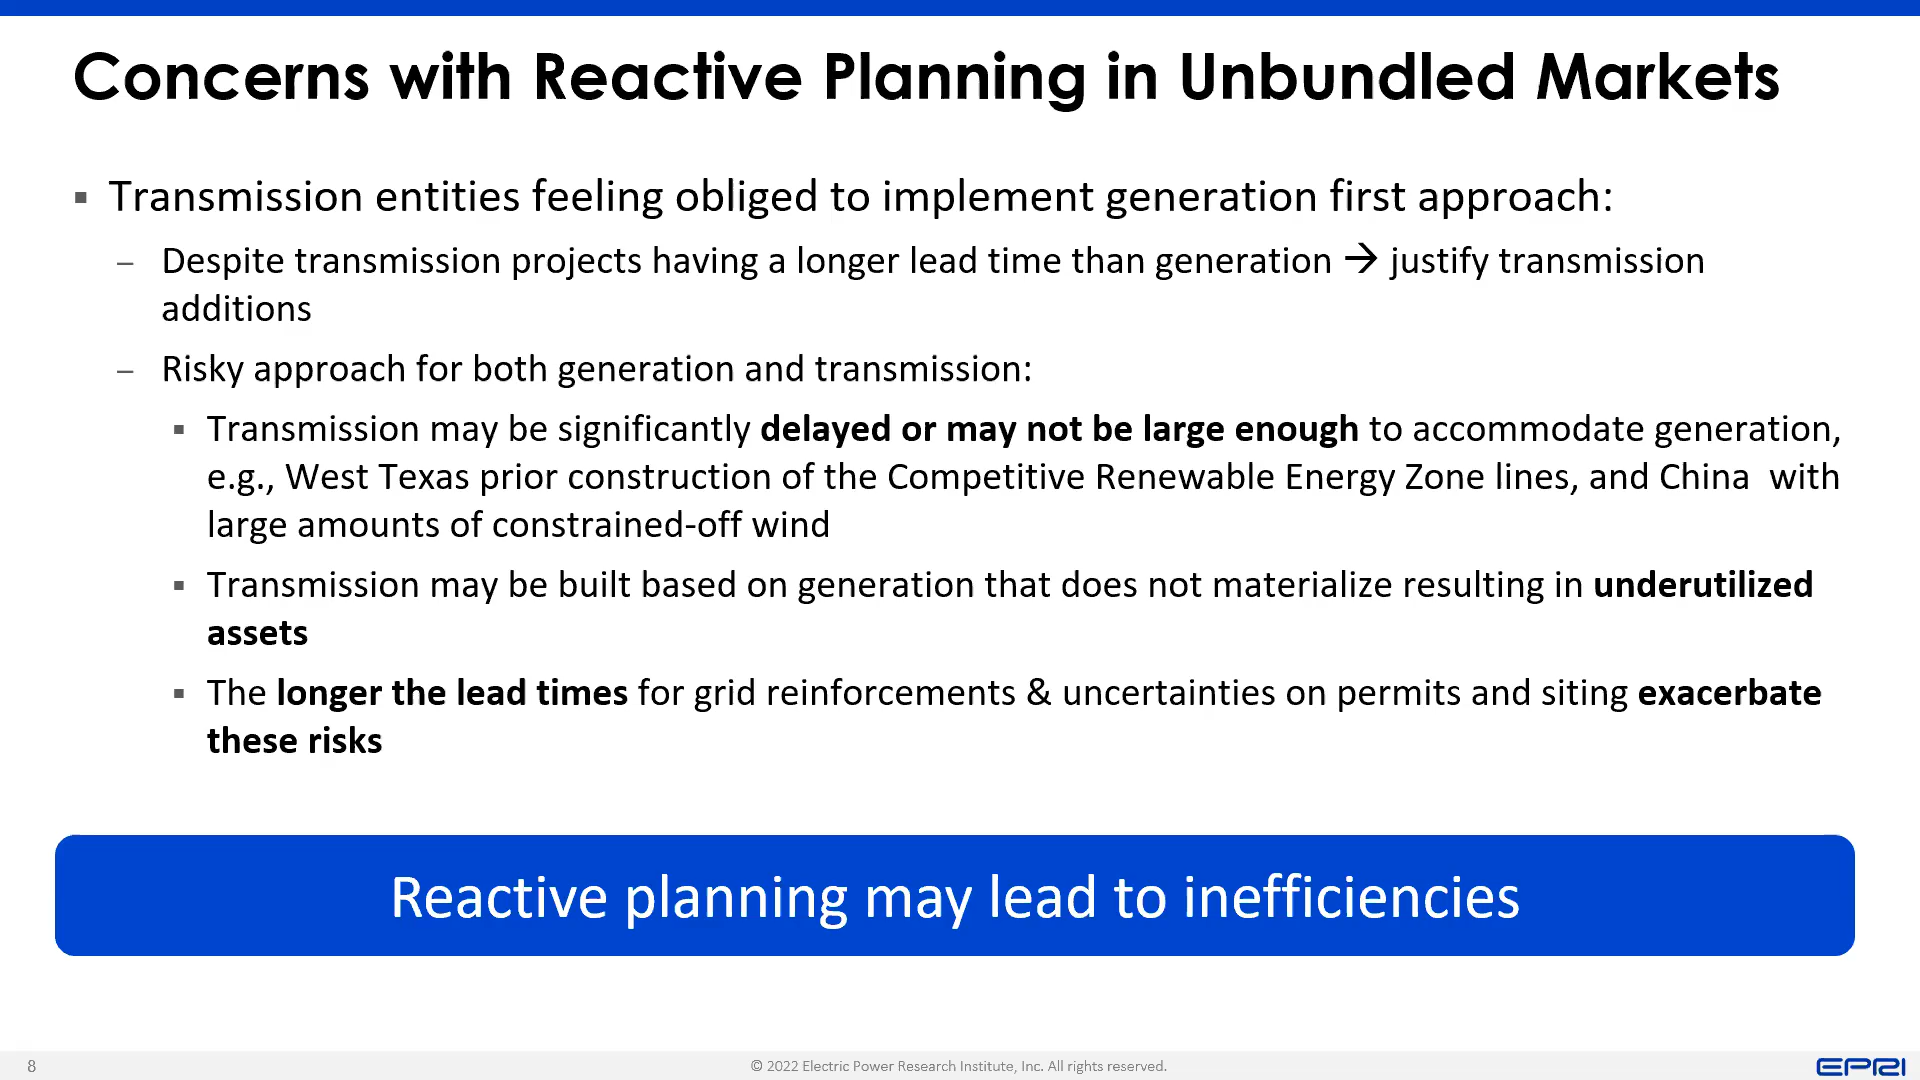 Concerns with Reactive Planning in Unbundled Markets
▪ Transmission entities feeling obliged to implement generation first approach:
– Despite transmission projects having a longer lead time than generation → justify transmission
additions
– Risky approach for both generation and transmission:
▪ Transmission may be significantly delayed or may not be large enough to accommodate generation,
e.g., West Texas prior construction of the Competitive Renewable Energy Zone lines, and China  with
large amounts of constrained-off wind
▪ Transmission may be built based on generation that does not materialize resulting in underutilized
assets
▪ The longer the lead times for grid reinforcements & uncertainties on permits and siting exacerbate
these risks
Reactive planning may lead to inefficiencies
8
© 2022 Electric Power Research Institute, Inc. All rights reserved.
EPRI